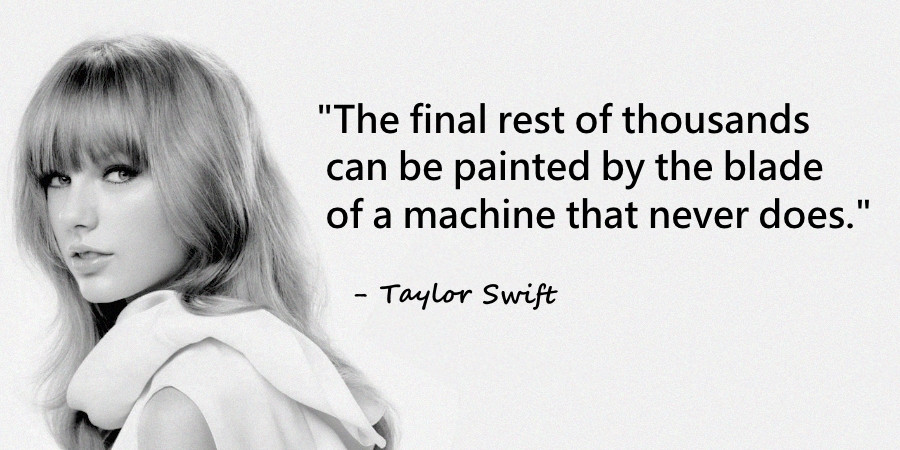 "The final rest of thousands
can be painted by the blade
of a machine that never does."
- Taylor Swift